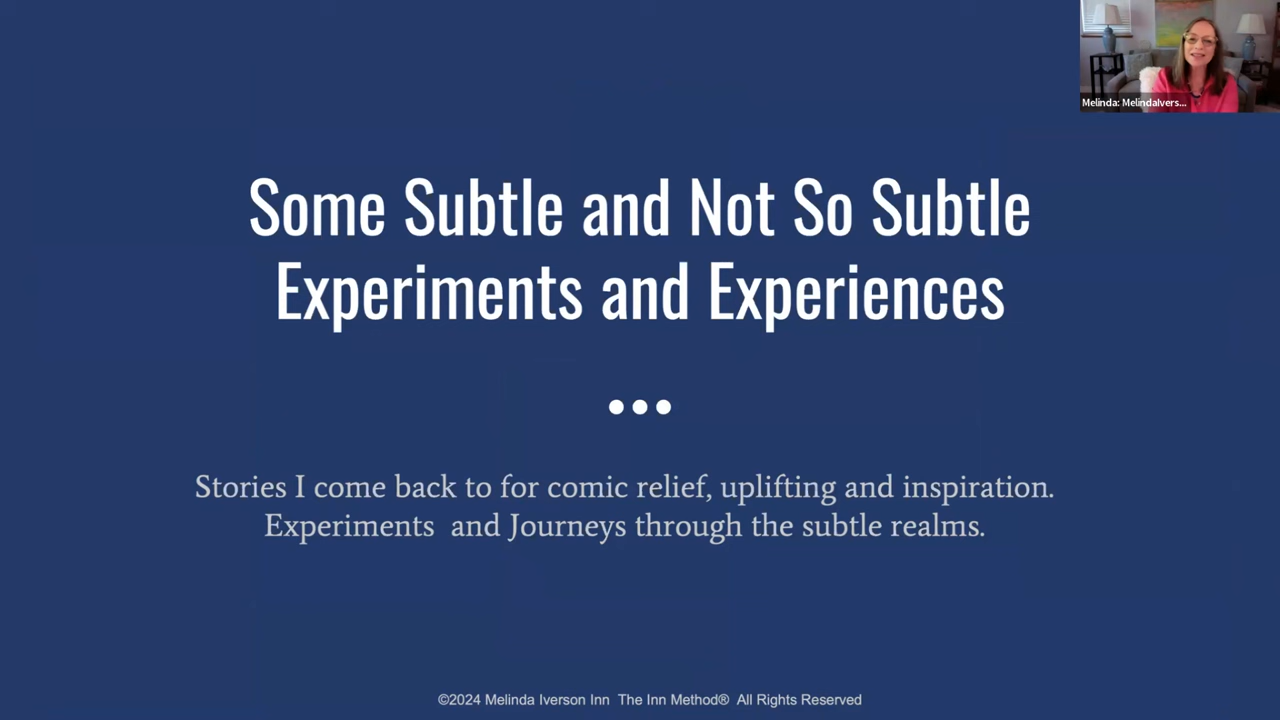 Melinda: MelindaIvers...
Some Subtle and Not So Subtle
Experiments and Experiences
Stories I come back to for comic relief, uplifting and inspiration.
Experiments  and Journeys through the subtle realms.
©2024 Melinda Iverson Inn  The Inn Method®  All Rights Reserved